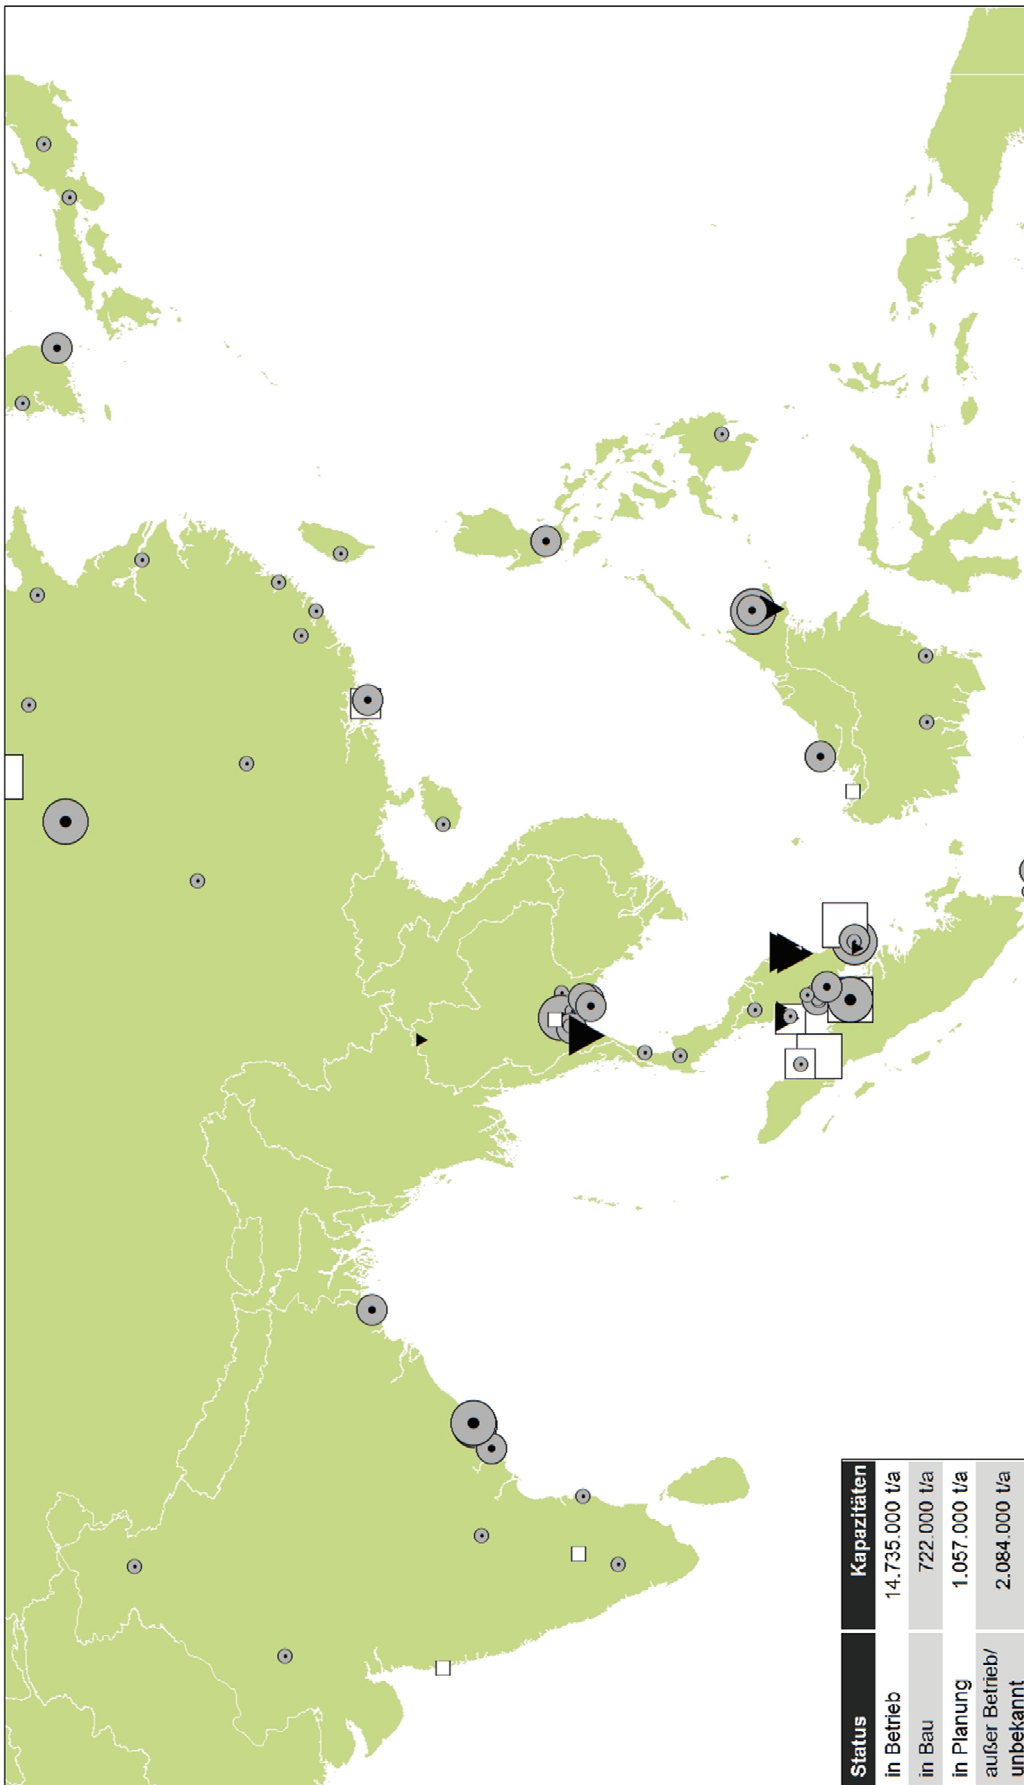 Status Kapazitäten
in Betrieb 14.735.000 t/a
in Bau 722.000 t/a
in Planung 1.057.000 t/a
außer Betrieb/ 2.084.000 t/a
unbekannt